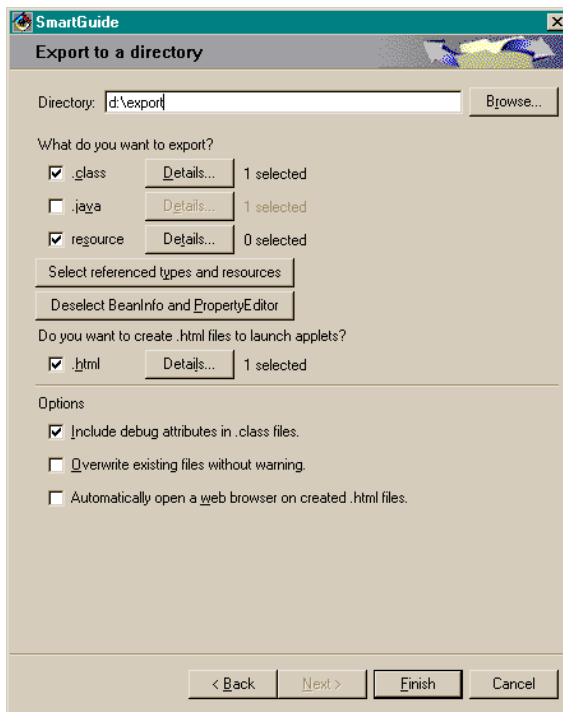 SmartGuide
Export to a directory
Directory: d:\export Browse...
What do you want to export?
.class Details... 1 selected
.java Details... 1 selected
resource Details... 0 selected
Select referenced types and resources
Deselect BeanInfo and PropertyEditor
Do you want to create .html files to launch applets?
.html Details... 1 selected
Options
Include debug attributes in .class files.
Overwrite existing files without warning.
Automatically open a web browser on created .html files.
< Back Next > Finish Cancel